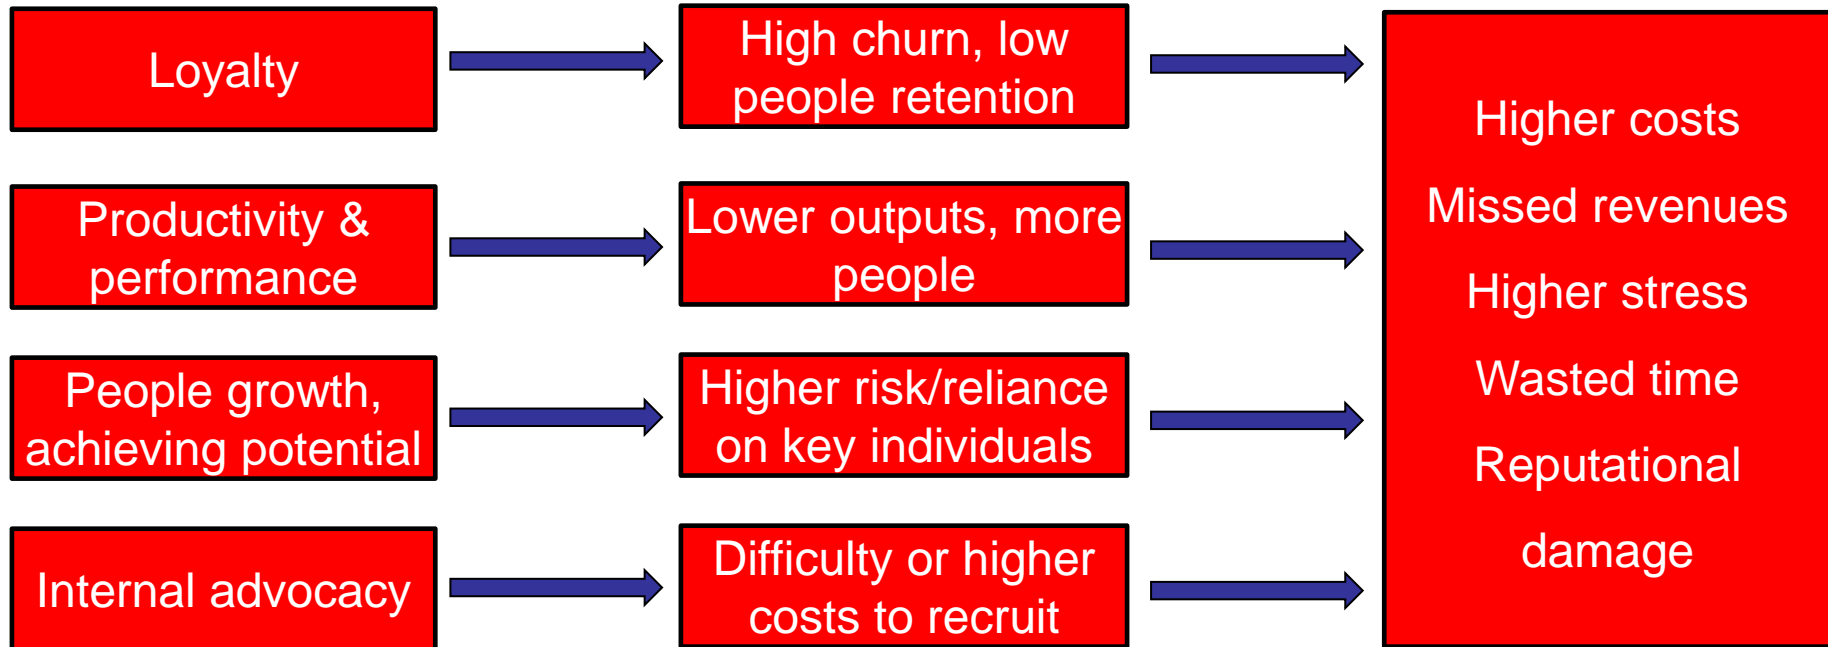 Loyalty
High churn, low
people retention
Productivity &
performance
Lower outputs, more
people
People growth,
achieving potential
Higher risk/reliance
on key individuals
Internal advocacy
Difficulty or higher
costs to recruit
Higher costs
Missed revenues
Higher stress
Wasted time
Reputational
damage